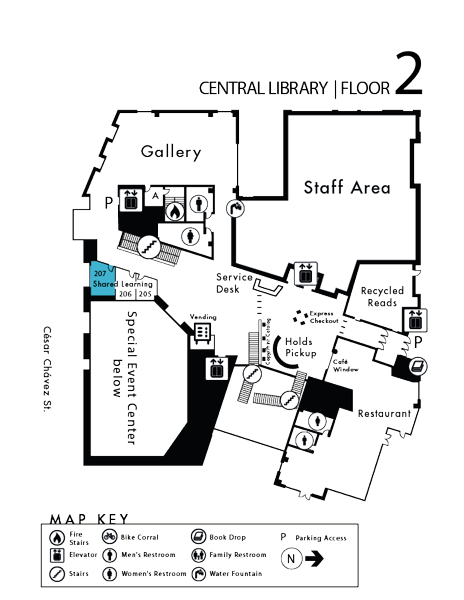 CENTRAL LIBRARY | FLOOR 2
Gallery
Staff Area
P
A
207
Shared Learning
206
205
Service
Desk
Recycled
Reads
Vending
Express
Checkout
Holds
Pickup
P
César Chávez St.
Special Event Center
below
Café
Window
Restaurant
MAP KEY
Fire
Stairs
Bike Corral
Book Drop
P Parking Access
Elevator
Men's Restroom
Family Restroom
N
Stairs
Women's Restroom
Water Fountain